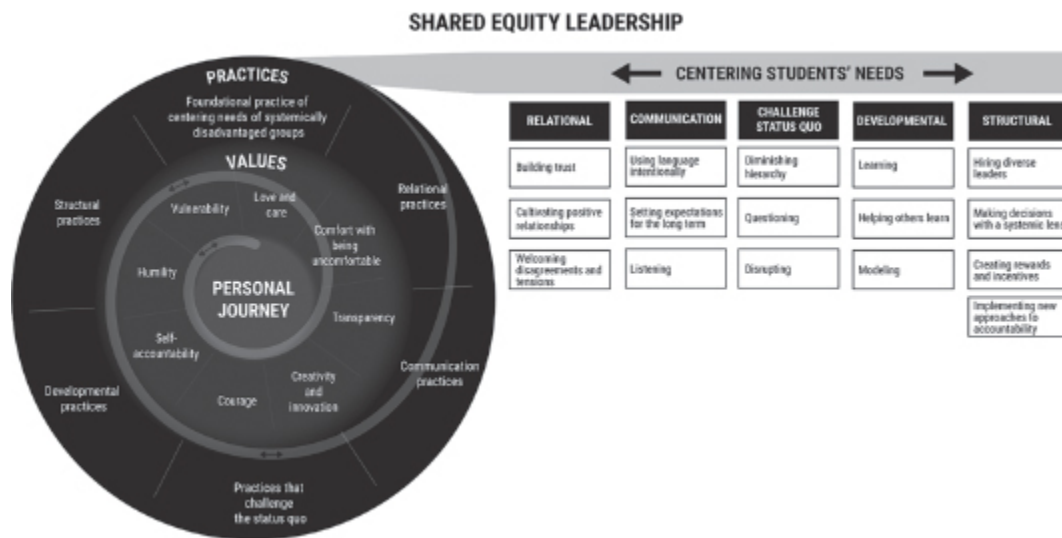 SHARED EQUITY LEADERSHIP
PRACTICES
Foundational practice of
centering needs of systemically
disadvantaged groups
VALUES
Love and
care
Vulnerability
Comfort with
being
uncomfortable
Humility
PERSONAL
JOURNEY
Transparency
Self-
accountability
Creativity
and
innovation
Courage
Structural
practices
Relational
practices
Developmental
practices
Communication
practices
Practices that
challenge
the status quo
CENTERING STUDENTS' NEEDS
RELATIONAL
Building trust
Cultivating positive
relationships
Welcoming
disagreements and
tensions
COMMUNICATION
Using language
intentionally
Setting expectations
for the long term
Listening
CHALLENGE
STATUS QUO
Diminishing
hierarchy
Questioning
Disrupting
DEVELOPMENTAL
Learning
Helping others learn
Modeling
STRUCTURAL
Hiring diverse
leaders
Making decisions
with a systemic lens
Creating rewards
and incentives
Implementing new
approaches to
accountability